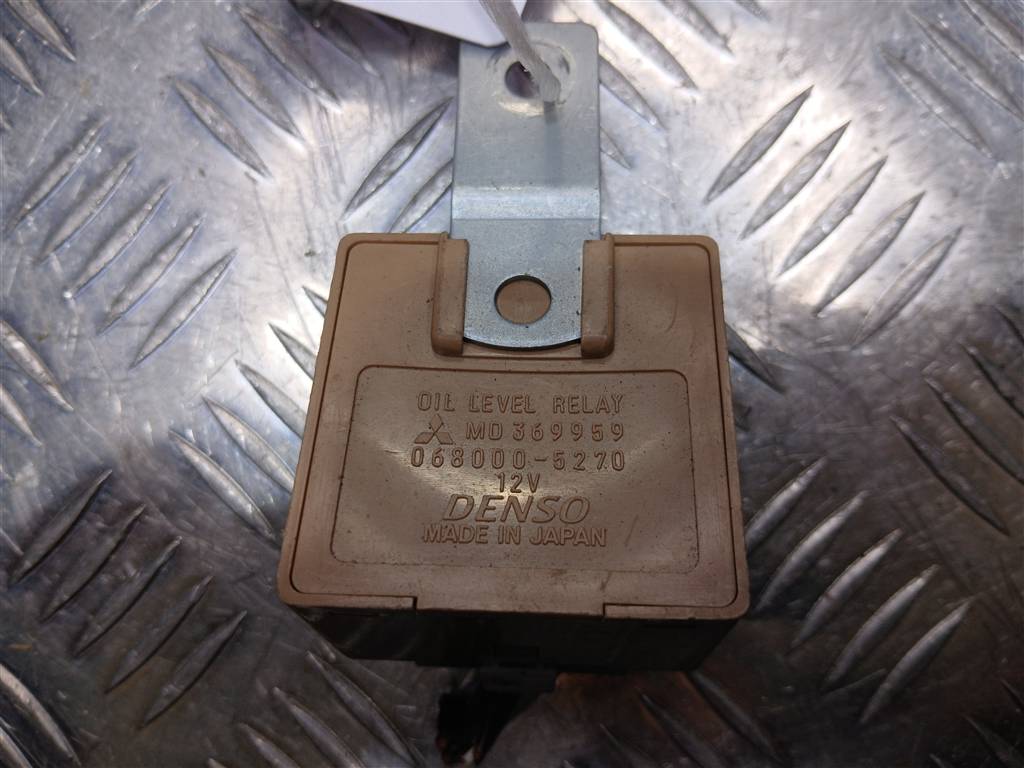 OIL LEVEL RELAY
MD369959
068000-5270
12V
DENSO
MADE IN JAPAN